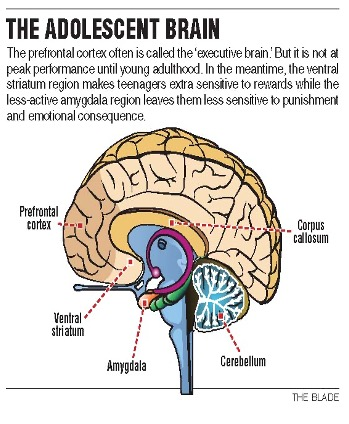 THE ADOLESCENT BRAIN
The prefrontal cortex often is called the 'executive brain.' But it is not at
peak performance until young adulthood. In the meantime, the ventral
striatum region makes teenagers extra sensitive to rewards while the
less-active amygdala region leaves them less sensitive to punishment
and emotional consequence.
Prefrontal
cortex
Corpus
callosum
Ventral
striatum
Amygdala
Cerebellum
THE BLADE